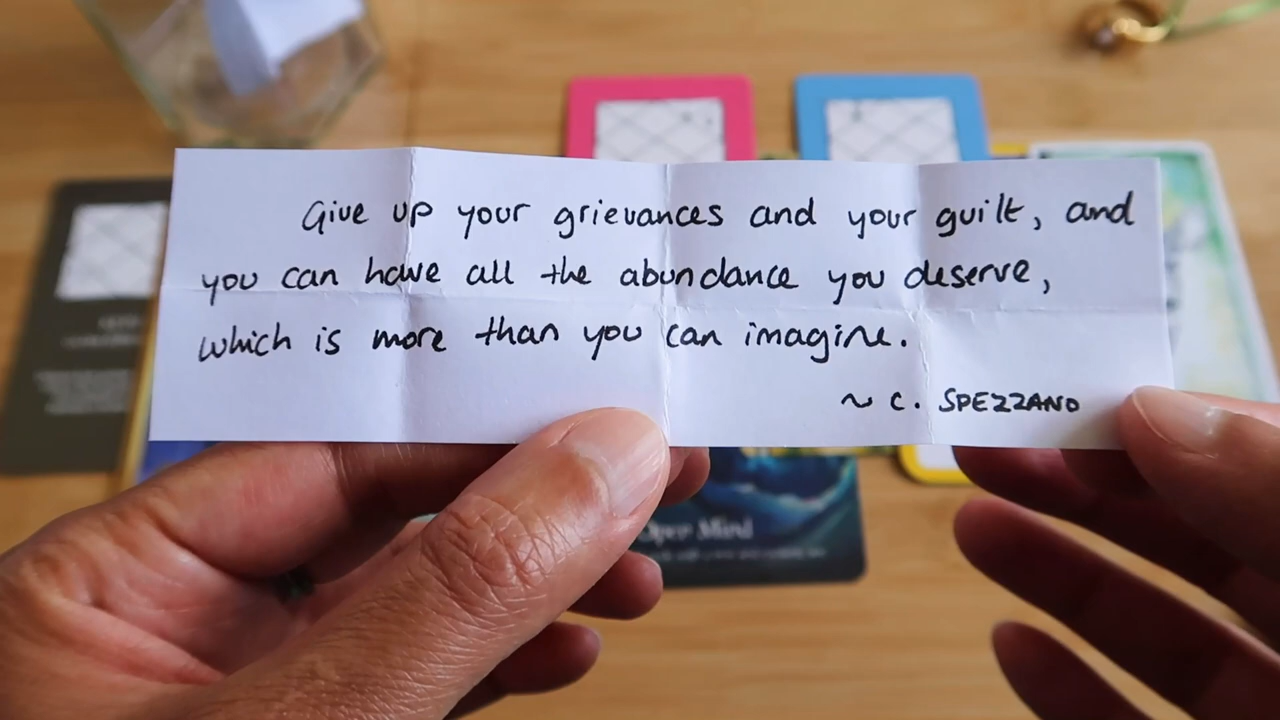 Give up your grievances and your guilt, and
you can have all the abundance you deserve,
which is more than you can imagine.
~ C. SPEZZANO
Open Mind